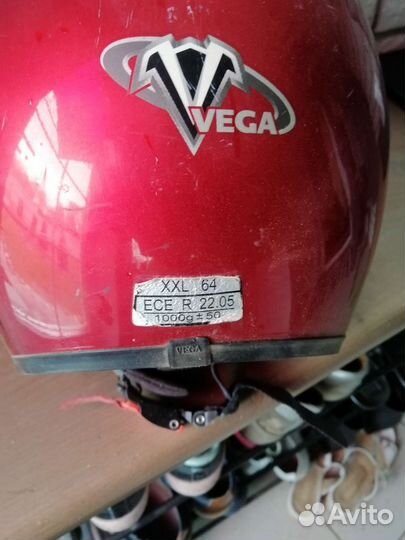 VEGA
XXL 64
ECE R 22.05
1000g ± 50
VEGA
Avito